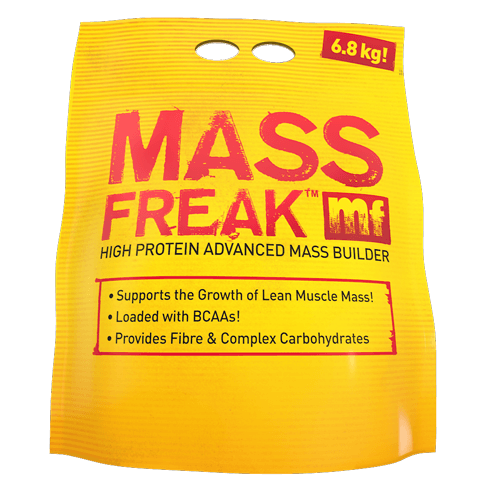 6.8 kg!
MASS
FREAK™ mf
HIGH PROTEIN ADVANCED MASS BUILDER
• Supports the Growth of Lean Muscle Mass!
• Loaded with BCAAs!
• Provides Fibre & Complex Carbohydrates